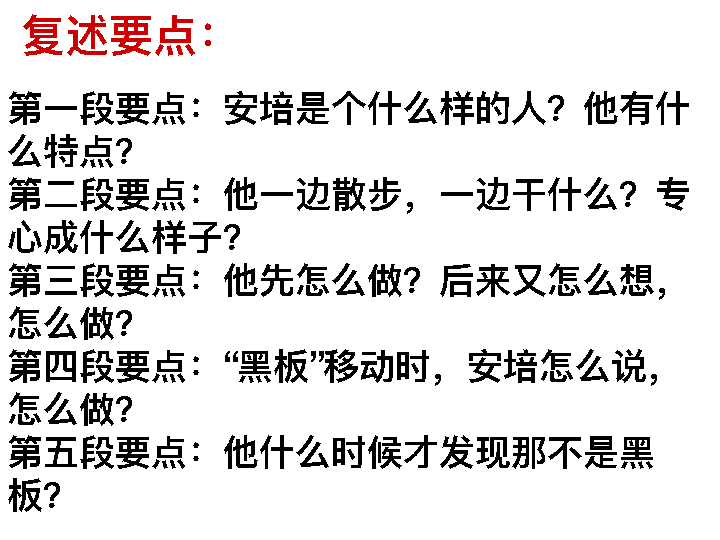 复述要点：
第一段要点：安培是个什么样的人？他有什
么特点？
第二段要点：他一边散步，一边干什么？专
心成什么样子？
第三段要点：他先怎么做？后来又怎么想，
怎么做？
第四段要点：“黑板”移动时，安培怎么说，
怎么做？
第五段要点：他什么时候才发现那不是黑
板？